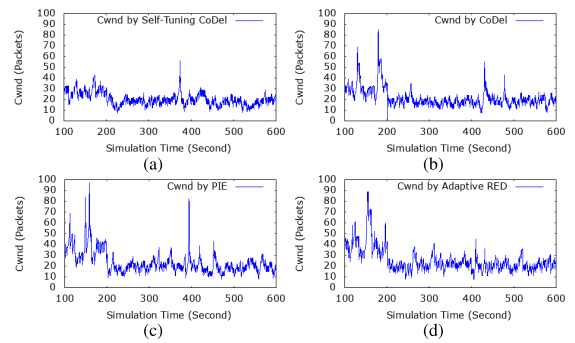 Cwnd by Self-Tuning CoDel
Cwnd (Packets)
100
90
80
70
60
50
40
30
20
10
0
100 200 300 400 500 600
Simulation Time (Second)
(a)
Cwnd by CoDel
Cwnd (Packets)
100
90
80
70
60
50
40
30
20
10
0
100 200 300 400 500 600
Simulation Time (Second)
(b)
Cwnd by PIE
Cwnd (Packets)
100
90
80
70
60
50
40
30
20
10
0
100 200 300 400 500 600
Simulation Time (Second)
(c)
Cwnd by Adaptive RED
Cwnd (Packets)
100
90
80
70
60
50
40
30
20
10
0
100 200 300 400 500 600
Simulation Time (Second)
(d)